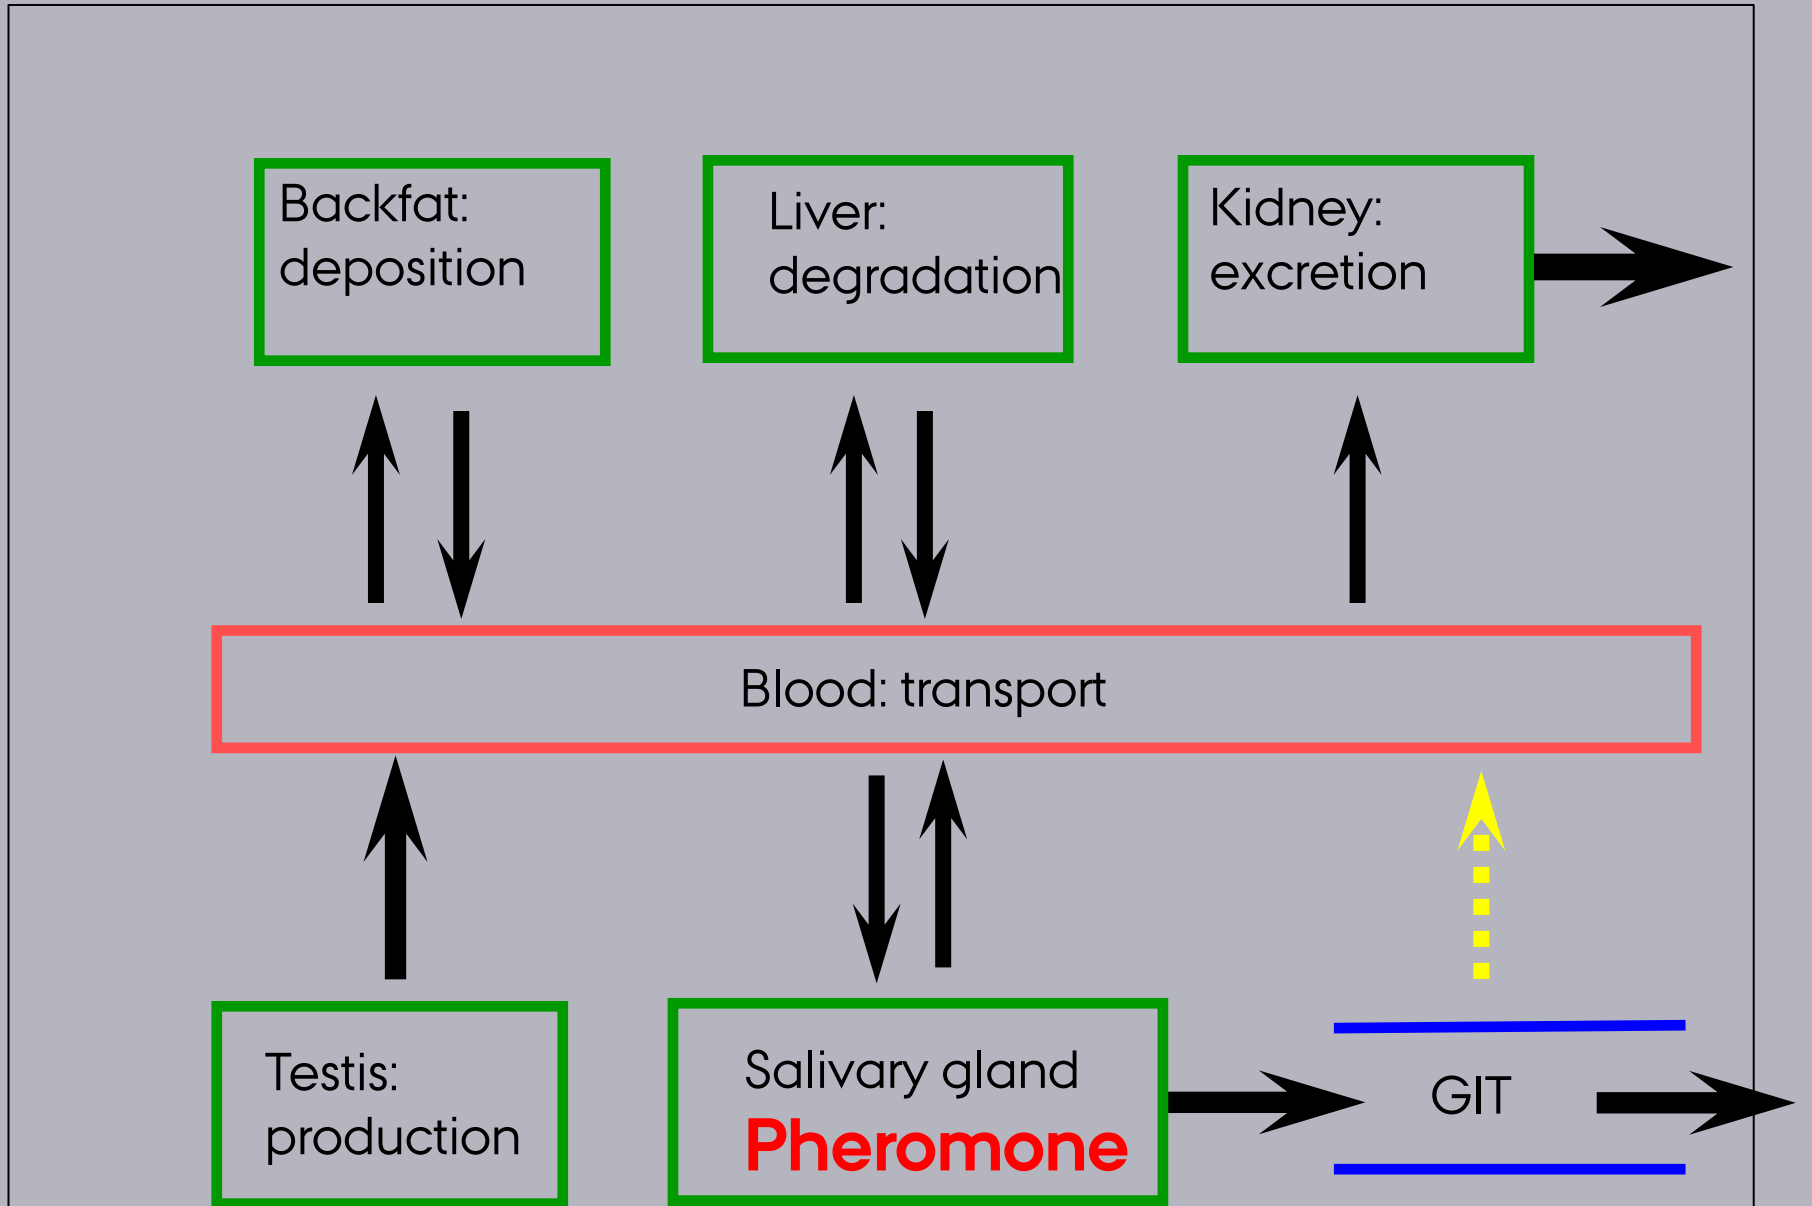 Backfat:
deposition
Liver:
degradation
Kidney:
excretion
Blood: transport
Testis:
production
Salivary gland
Pheromone
GIT